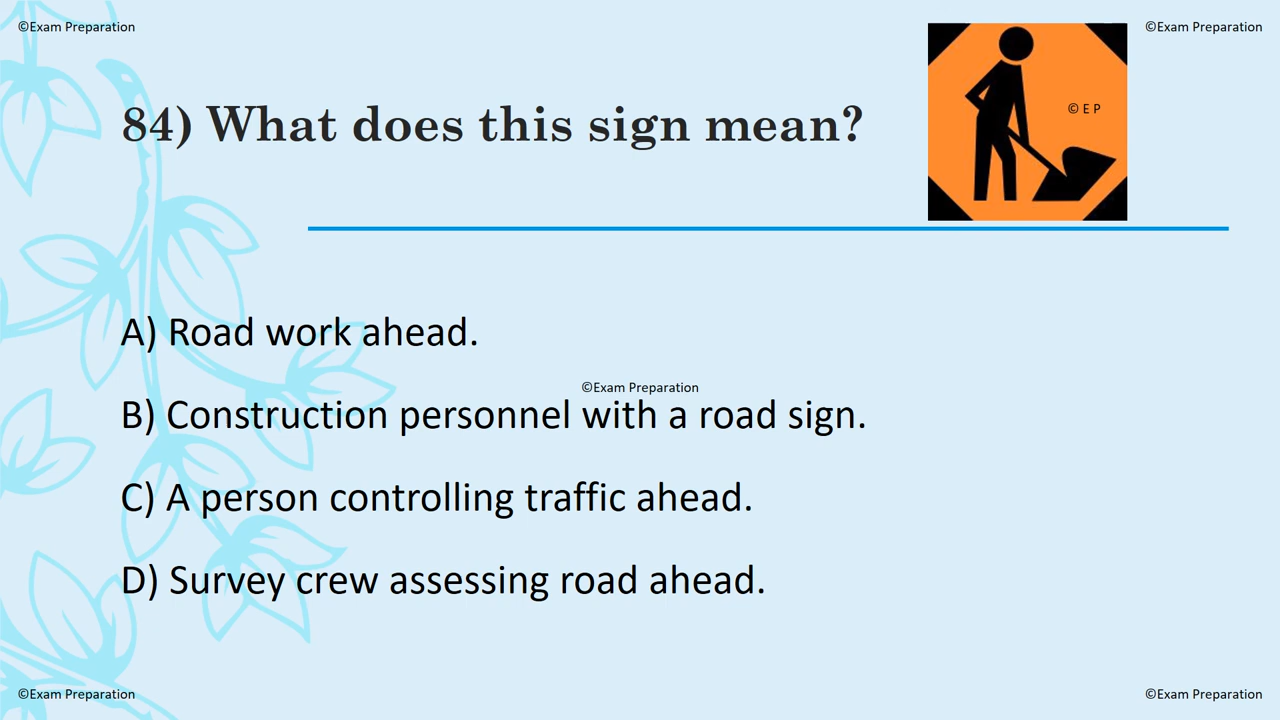 ©Exam Preparation
©Exam Preparation
84) What does this sign mean?
© E P
A) Road work ahead.
©Exam Preparation
B) Construction personnel with a road sign.
C) A person controlling traffic ahead.
D) Survey crew assessing road ahead.
©Exam Preparation
©Exam Preparation